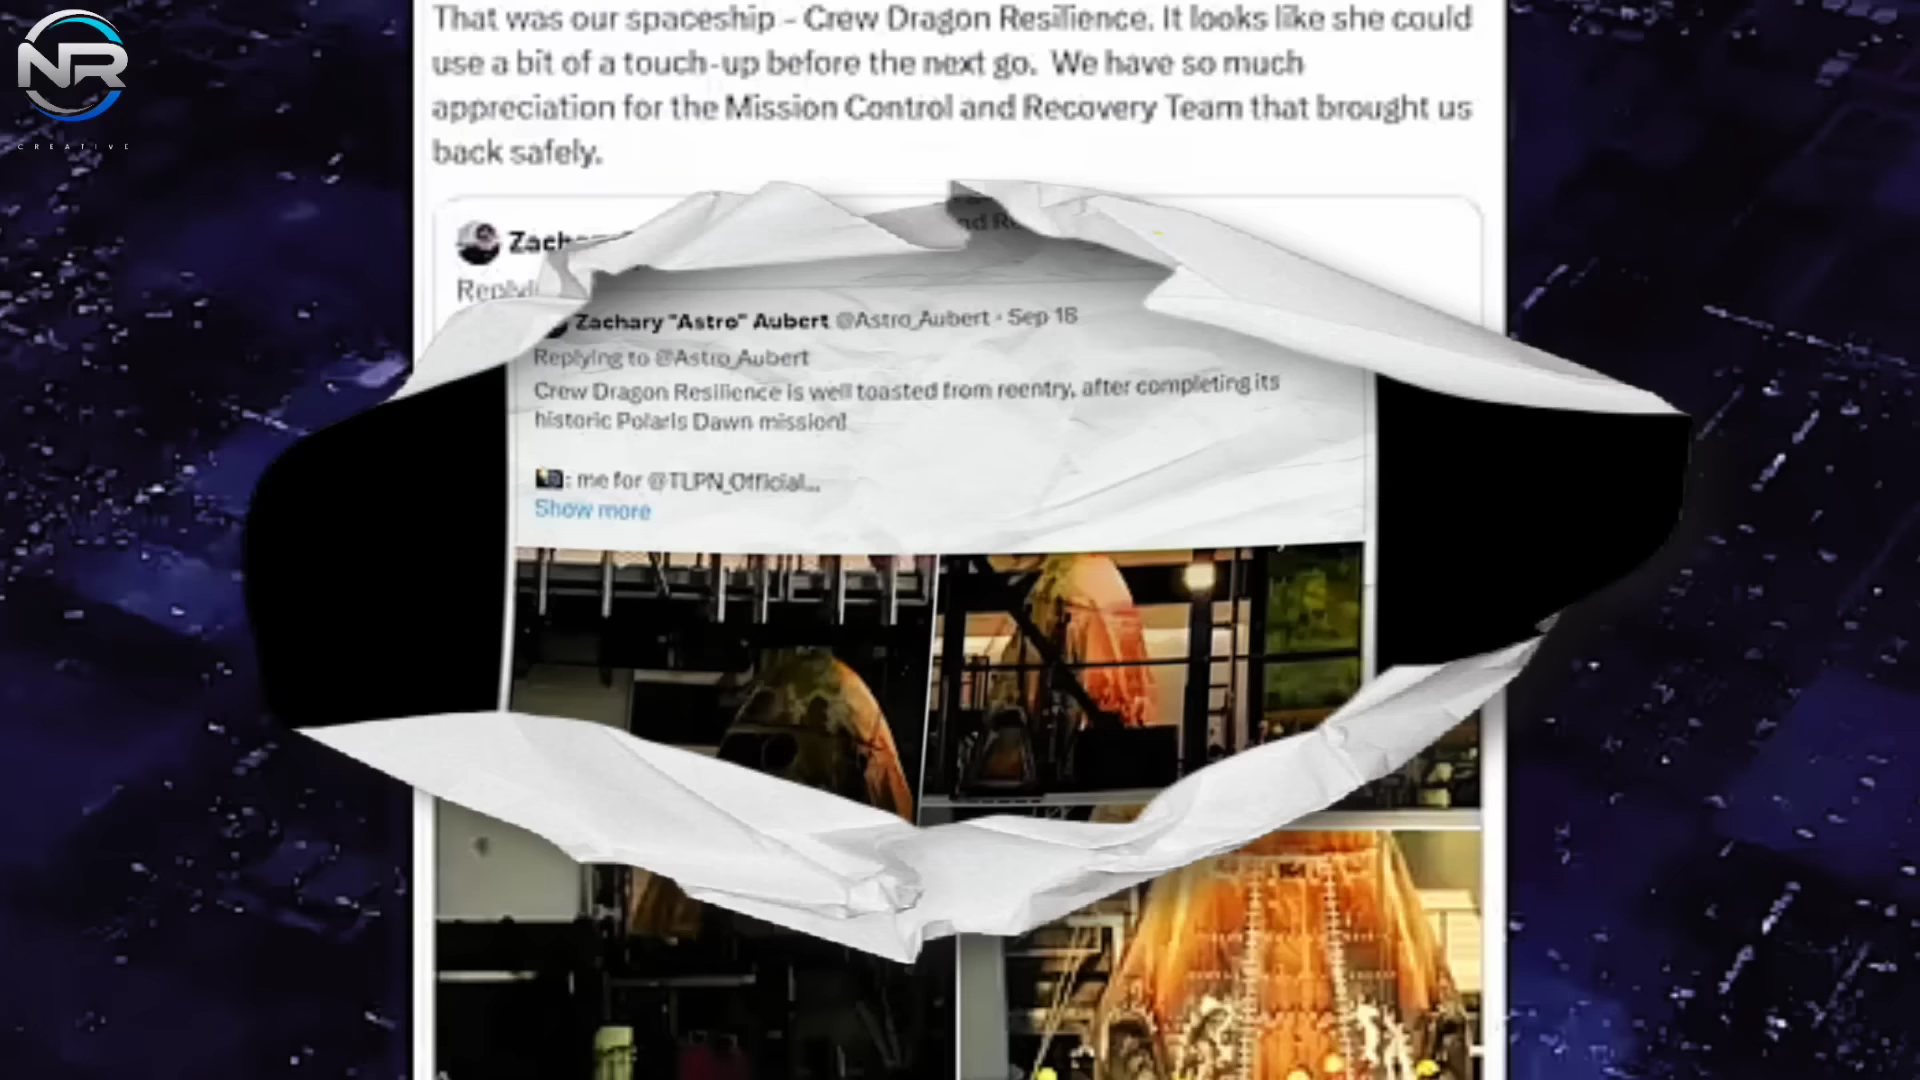 NR
CREATIVE
That was our spaceship - Crew Dragon Resilience. It looks like she could
use a bit of a touch-up before the next go. We have so much
appreciation for the Mission Control and Recovery Team that brought us
back safely.
Zachary "Astro" Aubert @Astro_Aubert · Sep 18
Replying to @Astro_Aubert
Crew Dragon Resilience is well toasted from reentry, after completing its
historic Polaris Dawn mission!
: me for @TLPN_Official...
Show more